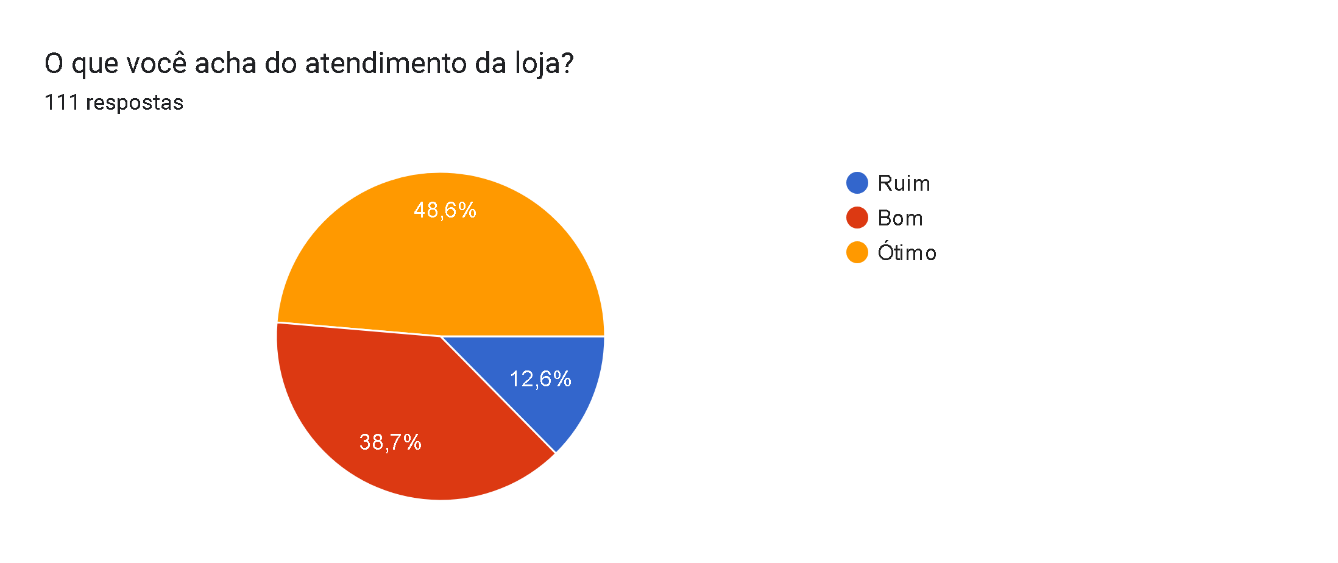 O que você acha do atendimento da loja?
111 respostas
48,6%
12,6%
38,7%
Ruim
Bom
Ótimo